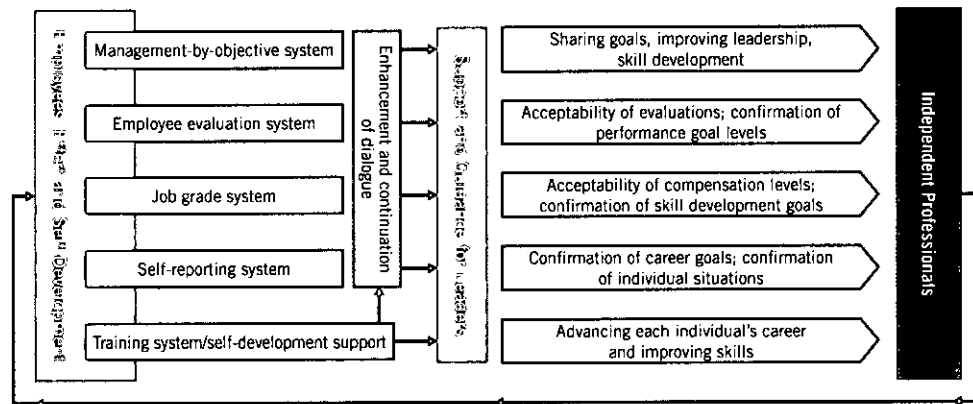 Management-by-objective system
Employee evaluation system
Job grade system
Self-reporting system
Training system/self-development support
Enhancement and continuation
of dialogue
Sharing goals, improving leadership,
skill development
Acceptability of evaluations; confirmation of
performance goal levels
Acceptability of compensation levels;
confirmation of skill development goals
Confirmation of career goals; confirmation
of individual situations
Advancing each individual's career
and improving skills
Independent Professionals